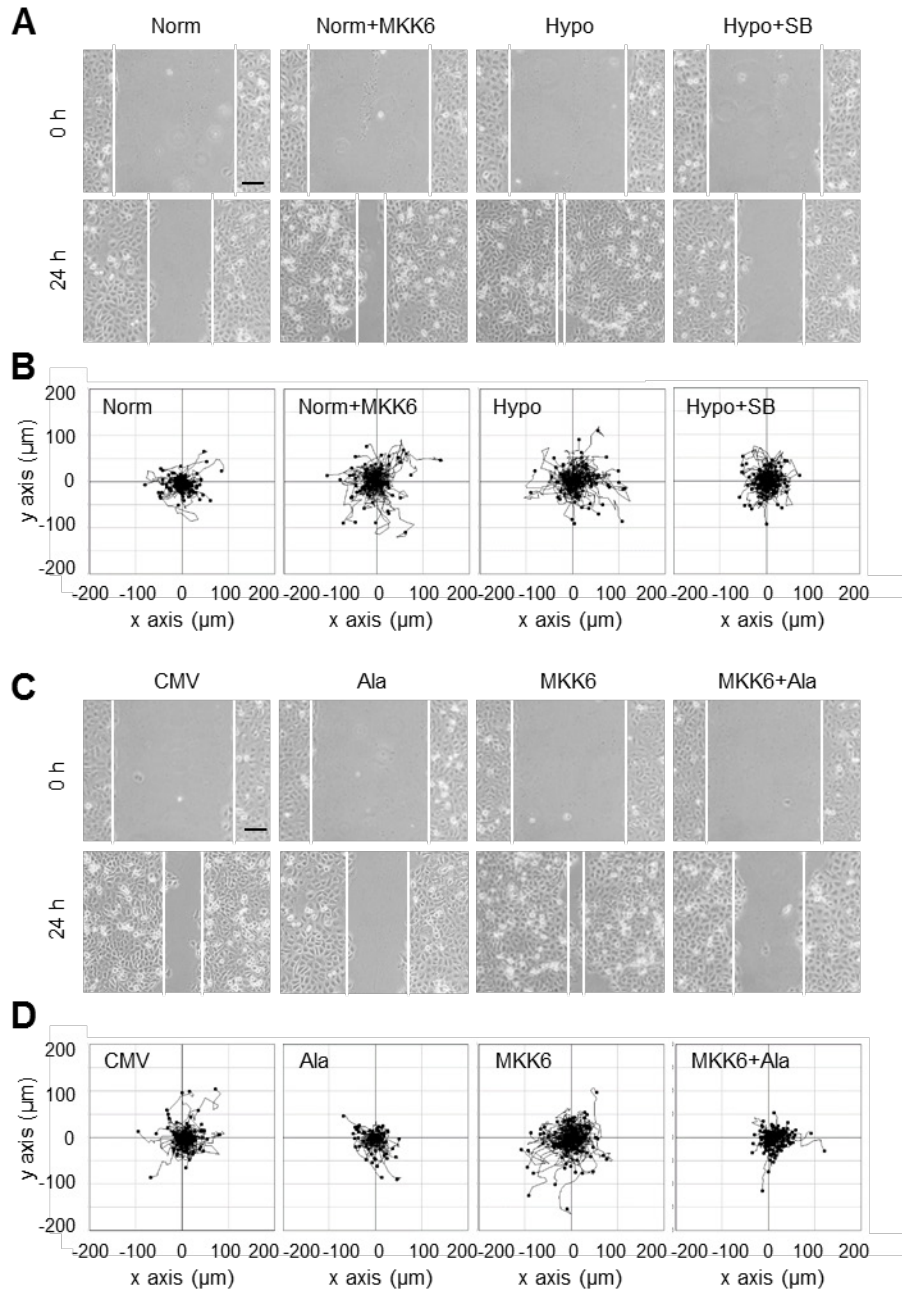 A
Norm Norm+MKK6 Hypo Hypo+SB
0 h
24 h
B
200
100
0
-100
-200
y axis (µm)
Norm Norm+MKK6 Hypo Hypo+SB
-200 -100 0 100 200 -200 -100 0 100 200 -200 -100 0 100 200 -200 -100 0 100 200
x axis (µm) x axis (µm) x axis (µm) x axis (µm)
C
CMV Ala MKK6 MKK6+Ala
0 h
24 h
D
200
100
0
-100
-200
y axis (µm)
CMV Ala MKK6 MKK6+Ala
-200 -100 0 100 200 -200 -100 0 100 200 -200 -100 0 100 200 -200 -100 0 100 200
x axis (µm) x axis (µm) x axis (µm) x axis (µm)